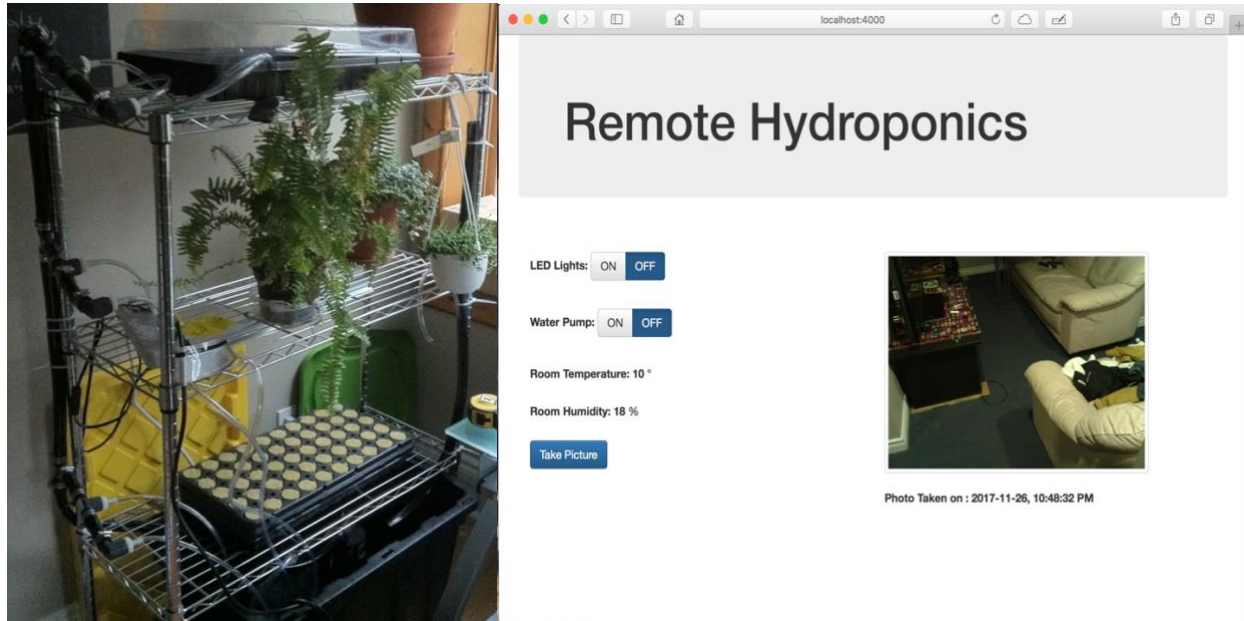 localhost:4000
Remote Hydroponics
LED Lights: ON OFF
Water Pump: ON OFF
Room Temperature: 10 °
Room Humidity: 18 %
Take Picture
Photo Taken on : 2017-11-26, 10:48:32 PM